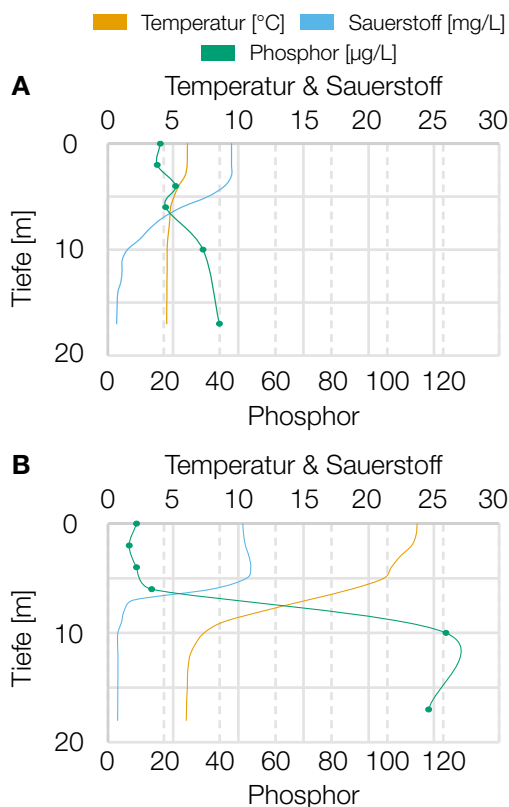 Temperatur [°C] Sauerstoff [mg/L]
Phosphor [µg/L]
A Temperatur & Sauerstoff
0 5 10 15 20 25 30
0
10
20
Tiefe [m]
0 20 40 60 80 100 120
Phosphor
B Temperatur & Sauerstoff
0 5 10 15 20 25 30
0
10
20
Tiefe [m]
0 20 40 60 80 100 120
Phosphor